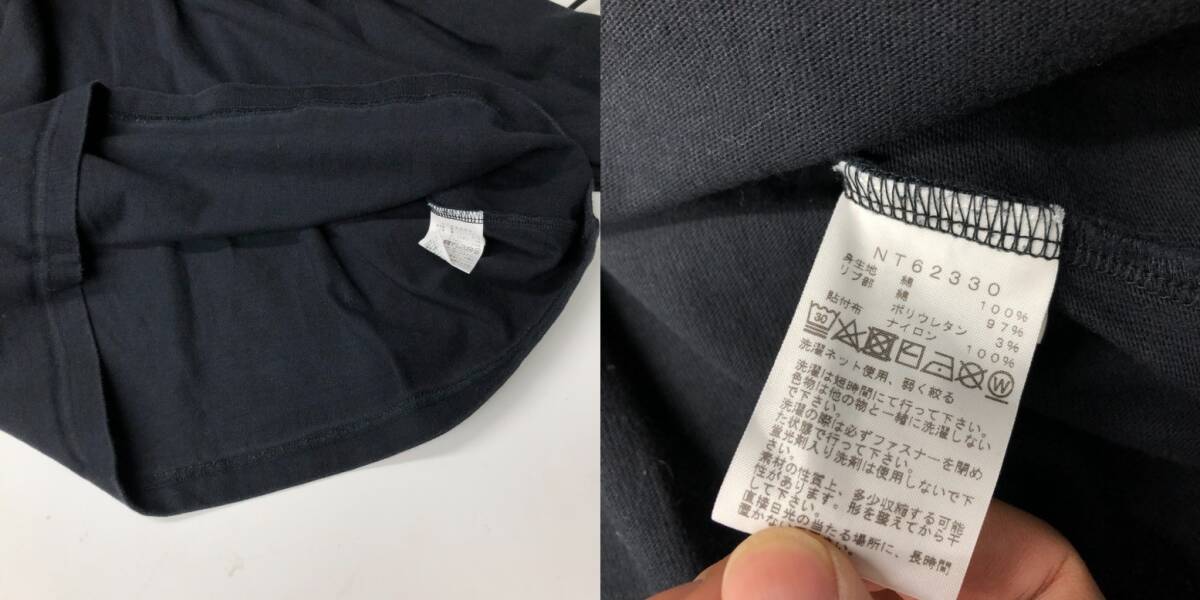 NT62330
身生地 綿 100%
リブ部 綿 97%
ポリウレタン 3%
貼付布 ナイロン 100%
30 W
洗濯ネット使用、弱く絞る
洗濯は短時間にて行って下さい。
色物は他の物と一緒に洗濯しない
で下さい。
洗濯の際は必ずファスナーを閉め
た状態で行って下さい。
蛍光剤入り洗剤は使用しないで下
さい。
素材の性質上、多少収縮する可能
性があります。形を整えてから干
して下さい。
直接日光の当たる場所に、長時間
置かない
さい。